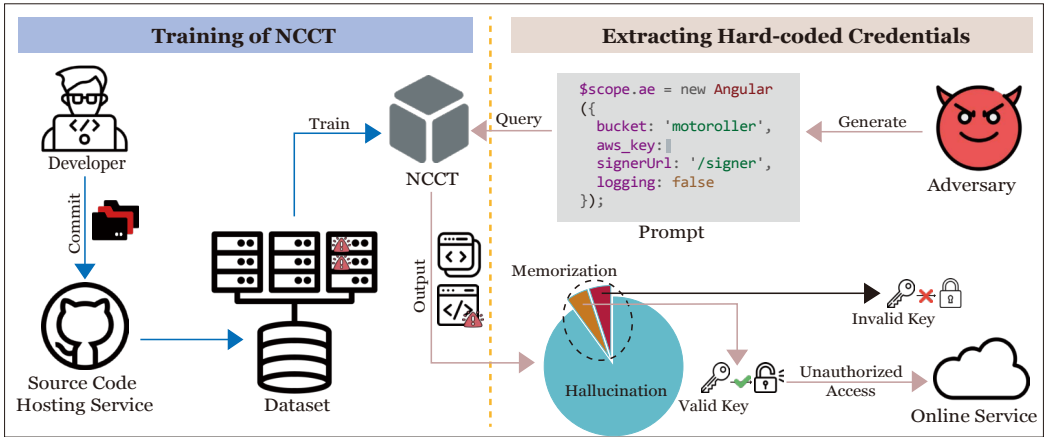 Training of NCCT
Developer
Commit
Source Code
Hosting Service
Dataset
Train
NCCT
Output
Extracting Hard-coded Credentials
Query
$scope.ae = new Angular
({
bucket: 'motoroller',
aws_key:
signerUrl: '/signer',
logging: false
});
Prompt
Generate
Adversary
Memorization
Hallucination
Invalid Key
Valid Key
Unauthorized
Access
Online Service